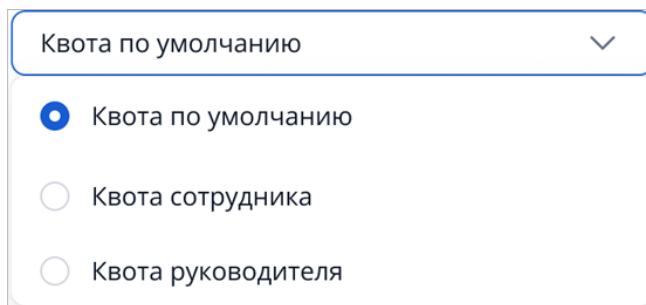 Квота по умолчанию
Квота по умолчанию
Квота сотрудника
Квота руководителя